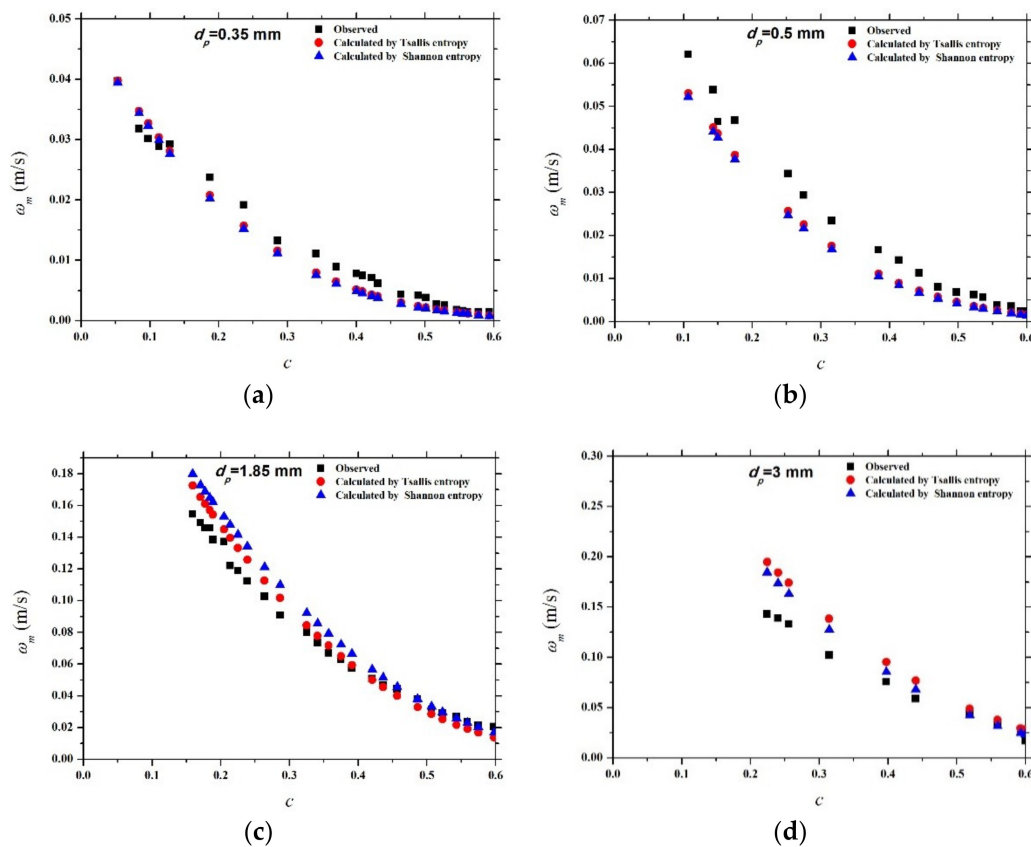 d_p=0.35 mm
Observed
Calculated by Tsallis entropy
Calculated by Shannon entropy
0.05
0.04
0.03
0.02
0.01
0.00
ω_m (m/s)
0.0 0.1 0.2 0.3 0.4 0.5 0.6
c
(a)
d_p=0.5 mm
Observed
Calculated by Tsallis entropy
Calculated by Shannon entropy
0.07
0.06
0.05
0.04
0.03
0.02
0.01
0.00
ω_m (m/s)
0.0 0.1 0.2 0.3 0.4 0.5 0.6
c
(b)
d_p=1.85 mm
Observed
Calculated by Tsallis entropy
Calculated by Shannon entropy
0.18
0.16
0.14
0.12
0.10
0.08
0.06
0.04
0.02
0.00
ω_m (m/s)
0.0 0.1 0.2 0.3 0.4 0.5 0.6
c
(c)
d_p=3 mm
Observed
Calculated by Tsallis entropy
Calculated by Shannon entropy
0.30
0.25
0.20
0.15
0.10
0.05
0.00
ω_m (m/s)
0.0 0.1 0.2 0.3 0.4 0.5 0.6
c
(d)